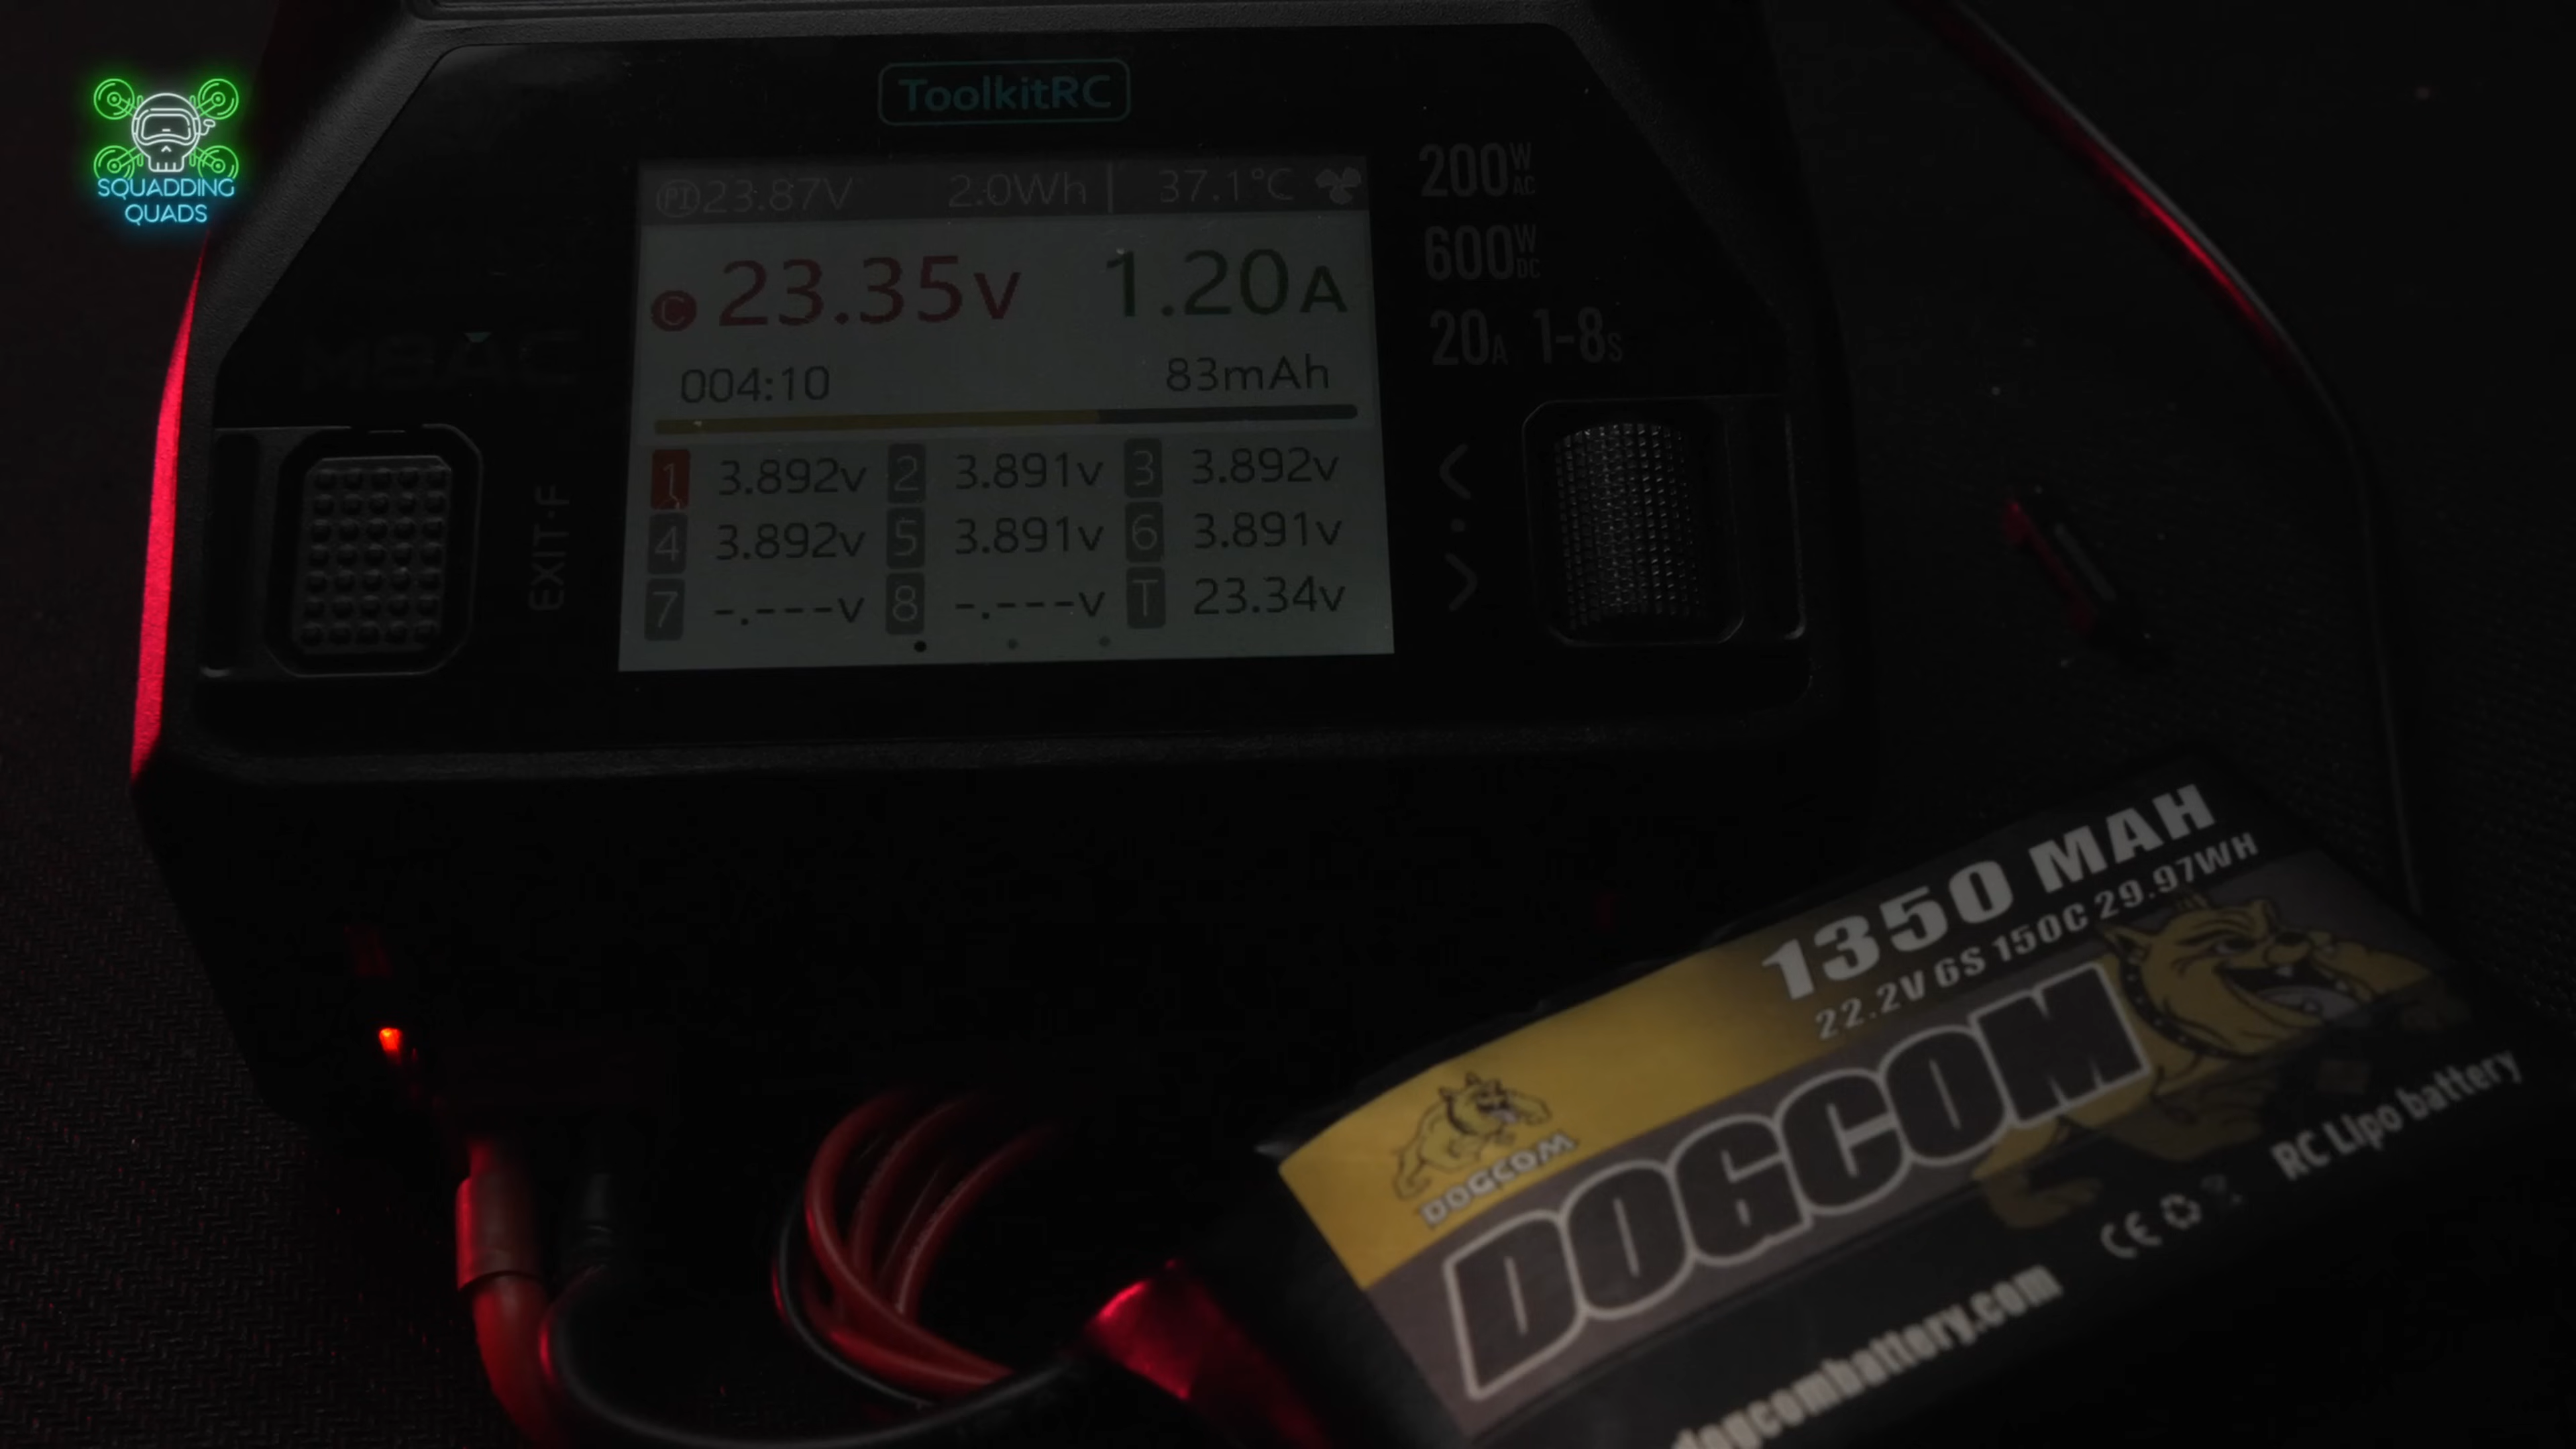 SQUADDING
QUADS
ToolkitRC
PI 23.87V 2.0Wh 37.1°C
C 23.35v 1.20A
004:10 83mAh
1 3.892v 2 3.891v 3 3.892v
4 3.892v 5 3.891v 6 3.891v
7 -.---v 8 -.---v T 23.34v
200W AC
600W DC
20A 1-8s
M8AC
EXIT·F
< · >
1350 MAH
22.2V 6S 150C 29.97WH
DOGCOM
DOGCOM
RC Lipo battery
CE
dogcombattery.com